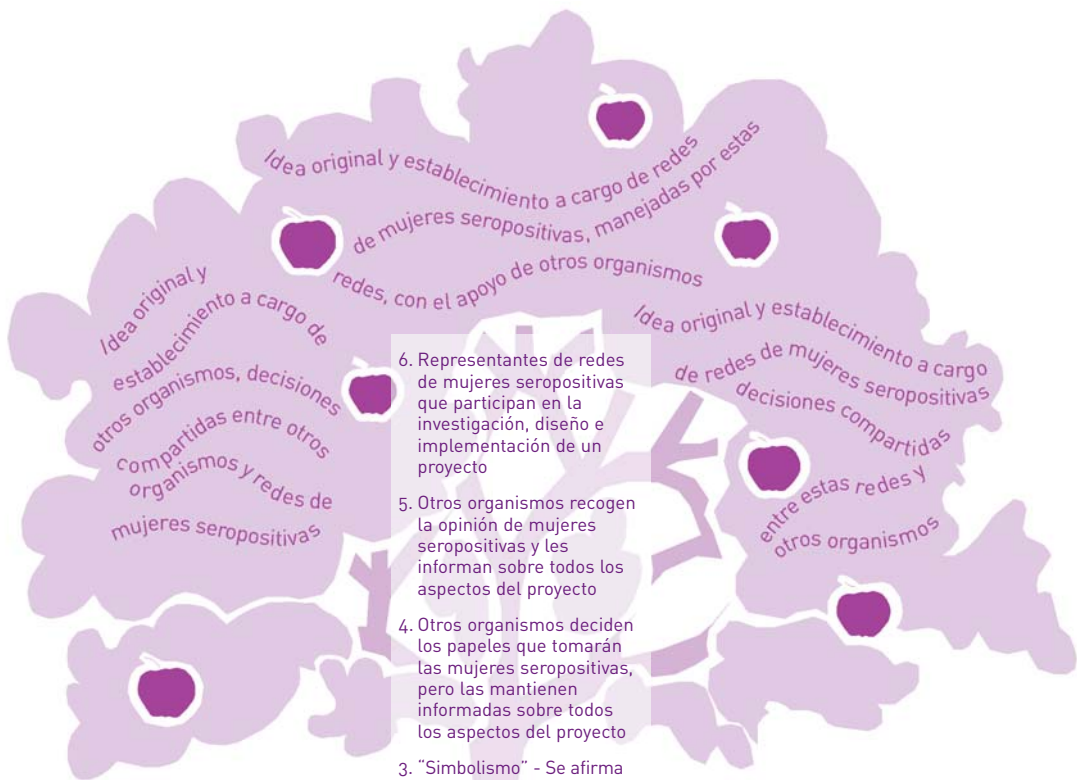 Idea original y establecimiento a cargo de redes
de mujeres seropositivas, manejadas por estas
redes, con el apoyo de otros organismos
Idea original y
establecimiento a cargo de
otros organismos, decisiones
compartidas entre otros
organismos y redes de
mujeres seropositivas
Idea original y establecimiento a cargo
de redes de mujeres seropositivas
decisiones compartidas
entre estas redes y
otros organismos
6. Representantes de redes
de mujeres seropositivas
que participan en la
investigación, diseño e
implementación de un
proyecto
5. Otros organismos recogen
la opinión de mujeres
seropositivas y les
informan sobre todos los
aspectos del proyecto
4. Otros organismos deciden
los papeles que tomarán
las mujeres seropositivas,
pero las mantienen
informadas sobre todos
los aspectos del proyecto
3. "Simbolismo" - Se afirma